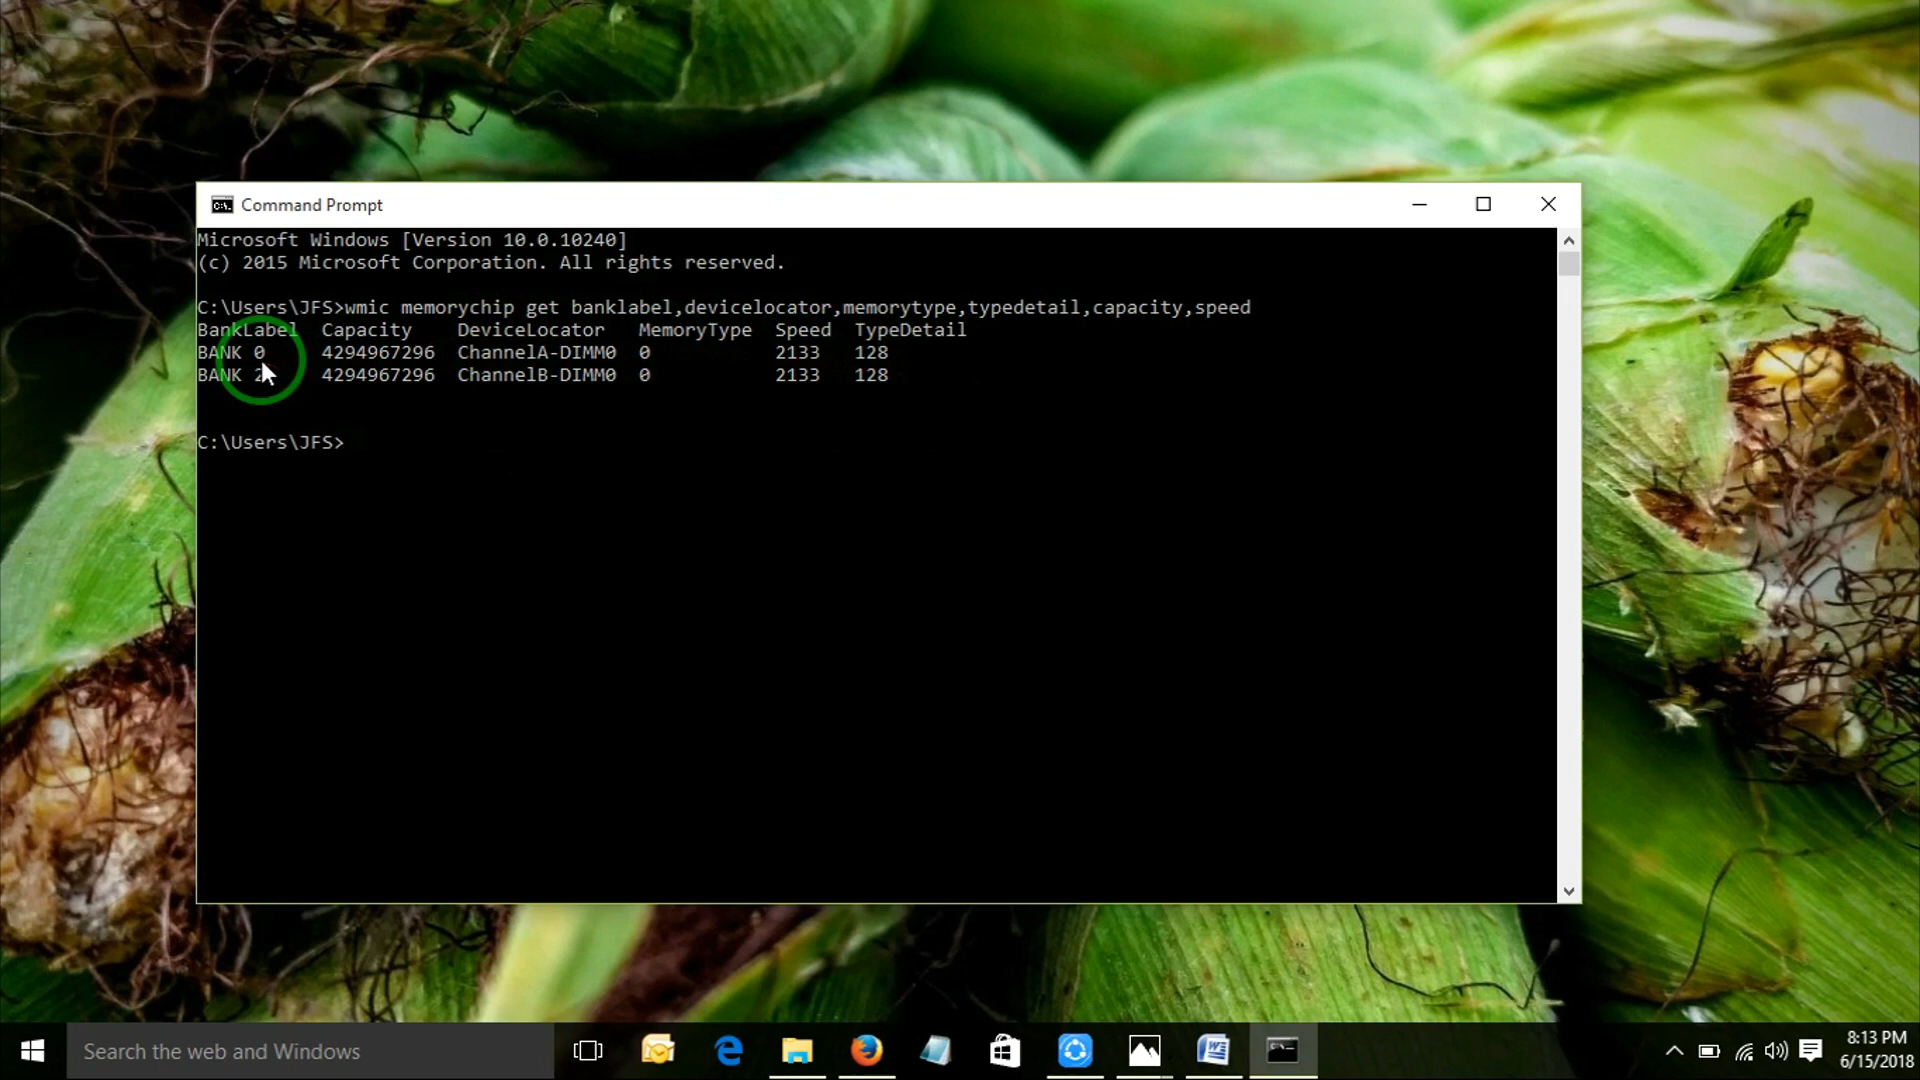 Command Prompt
Microsoft Windows [Version 10.0.10240]
(c) 2015 Microsoft Corporation. All rights reserved.
C:\Users\JFS>wmic memorychip get banklabel,devicelocator,memorytype,typedetail,capacity,speed
BankLabel Capacity DeviceLocator MemoryType Speed TypeDetail
BANK 0 4294967296 ChannelA-DIMM0 0 2133 128
BANK 2 4294967296 ChannelB-DIMM0 0 2133 128
C:\Users\JFS>
Search the web and Windows
8:13 PM
6/15/2018